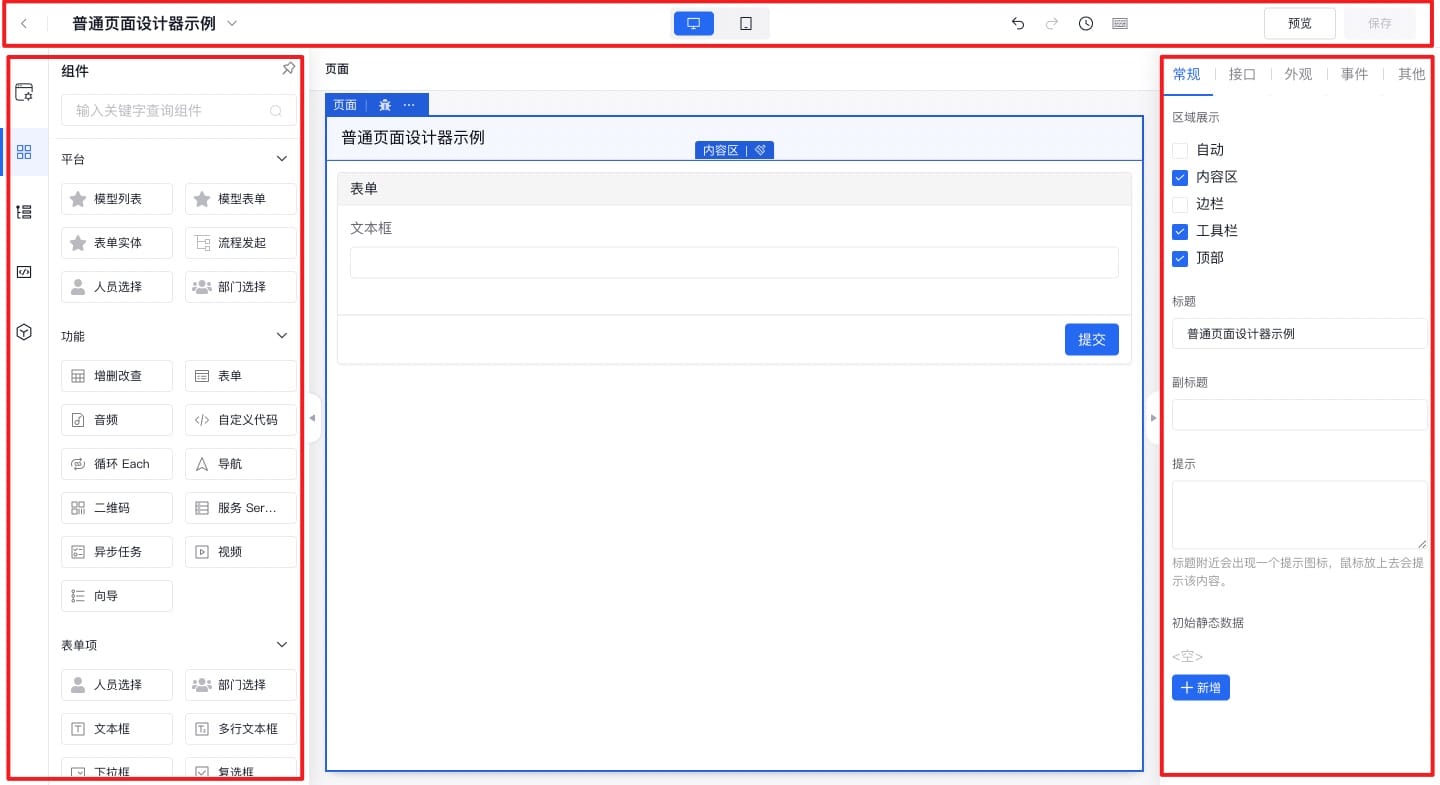 普通页面设计器示例
预览
保存
组件
输入关键字查询组件
平台
模型列表
模型表单
表单实体
流程发起
人员选择
部门选择
功能
增删改查
表单
音频
自定义代码
循环 Each
导航
二维码
服务 Ser...
异步任务
视频
向导
表单项
人员选择
部门选择
文本框
多行文本框
下拉框
复选框
页面
页面
普通页面设计器示例
内容区
表单
文本框
提交
常规
接口
外观
事件
其他
区域展示
自动
内容区
边栏
工具栏
顶部
标题
普通页面设计器示例
副标题
提示
标题附近会出现一个提示图标，鼠标放上去会提
示该内容。
初始静态数据
<空>
新增